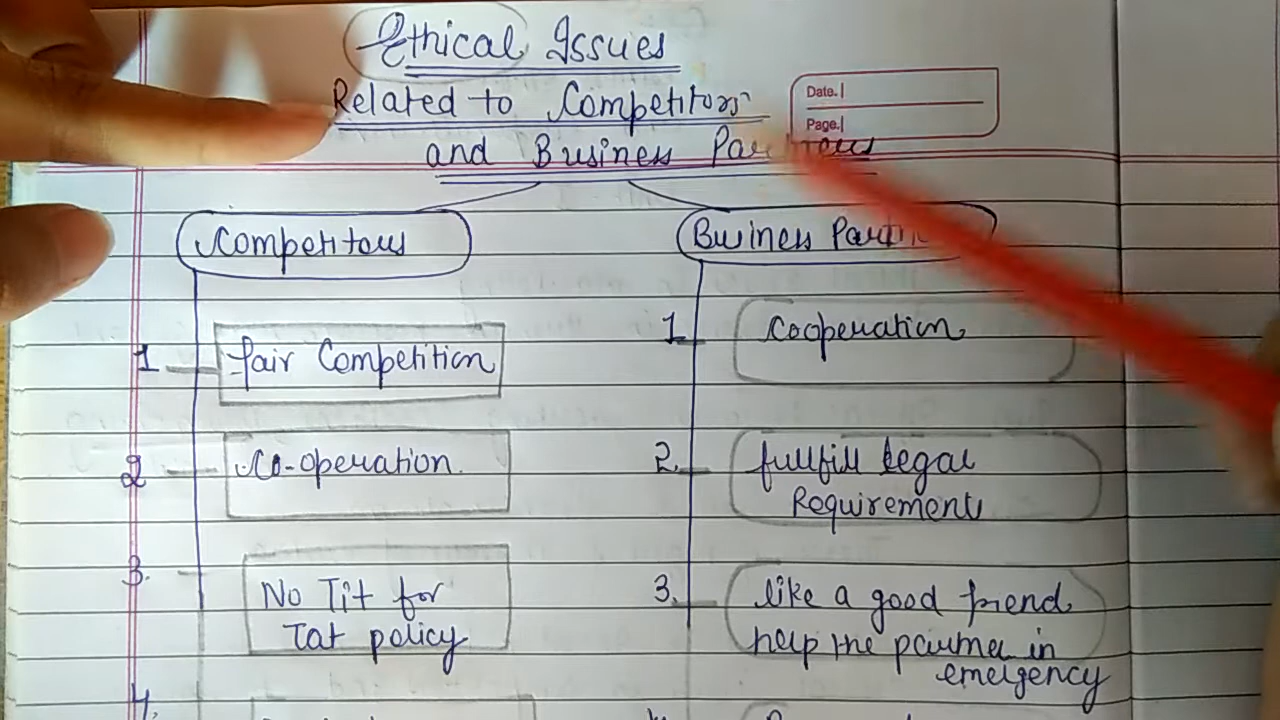 Ethical Issues
Related to Competitors
and Business
Date.
Page.
Competitors
Business
1 fair Competition
2 Co-operation.
3. No Tit for
Tat policy
4.
1 Cooperation
2. fullfill legal
Requirement
3. like a good friend
help the partner in
emergency